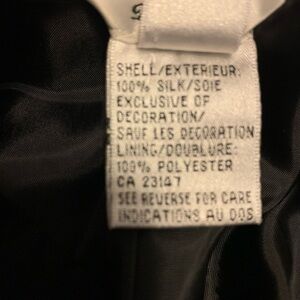 SHELL/EXTERIEUR:
100% SILK/SOIE
EXCLUSIVE OF
DECORATION/
SAUF LES DECORATION
LINING/DOUBLURE:
100% POLYESTER
CA 23147
SEE REVERSE FOR CARE
INDICATIONS AU DOS